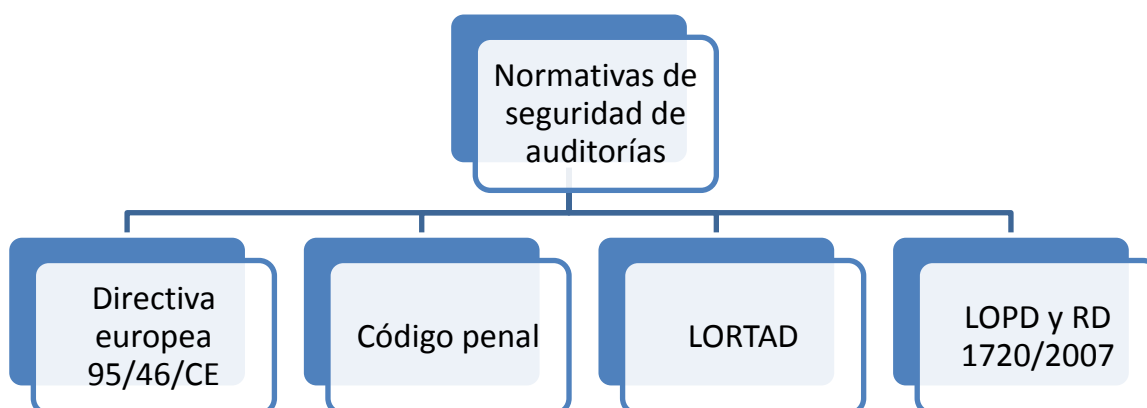 Normativas de
seguridad de
auditorías
Directiva
europea
95/46/CE
Código penal
LORTAD
LOPD y RD
1720/2007